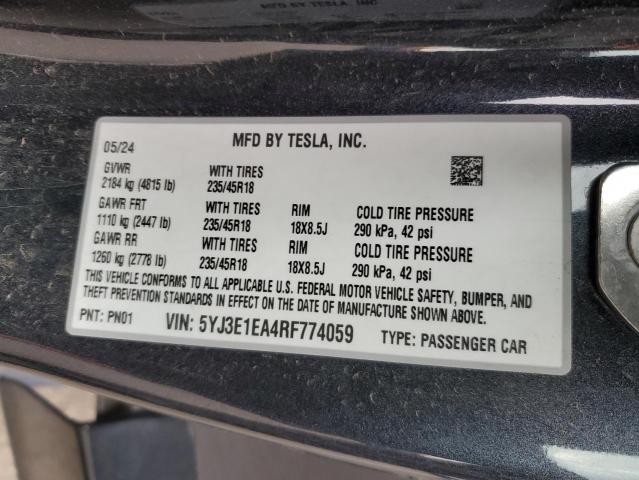 MFD BY TESLA, INC.
05/24
GVWR WITH TIRES
2184 kg (4815 lb) 235/45R18
GAWR FRT WITH TIRES RIM COLD TIRE PRESSURE
1110 kg (2447 lb) 235/45R18 18X8.5J 290 kPa, 42 psi
GAWR RR WITH TIRES RIM COLD TIRE PRESSURE
1260 kg (2778 lb) 235/45R18 18X8.5J 290 kPa, 42 psi
THIS VEHICLE CONFORMS TO ALL APPLICABLE U.S. FEDERAL MOTOR VEHICLE SAFETY, BUMPER, AND
THEFT PREVENTION STANDARDS IN EFFECT ON THE DATE OF MANUFACTURE SHOWN ABOVE.
PNT: PN01 VIN: 5YJ3E1EA4RF774059 TYPE: PASSENGER CAR